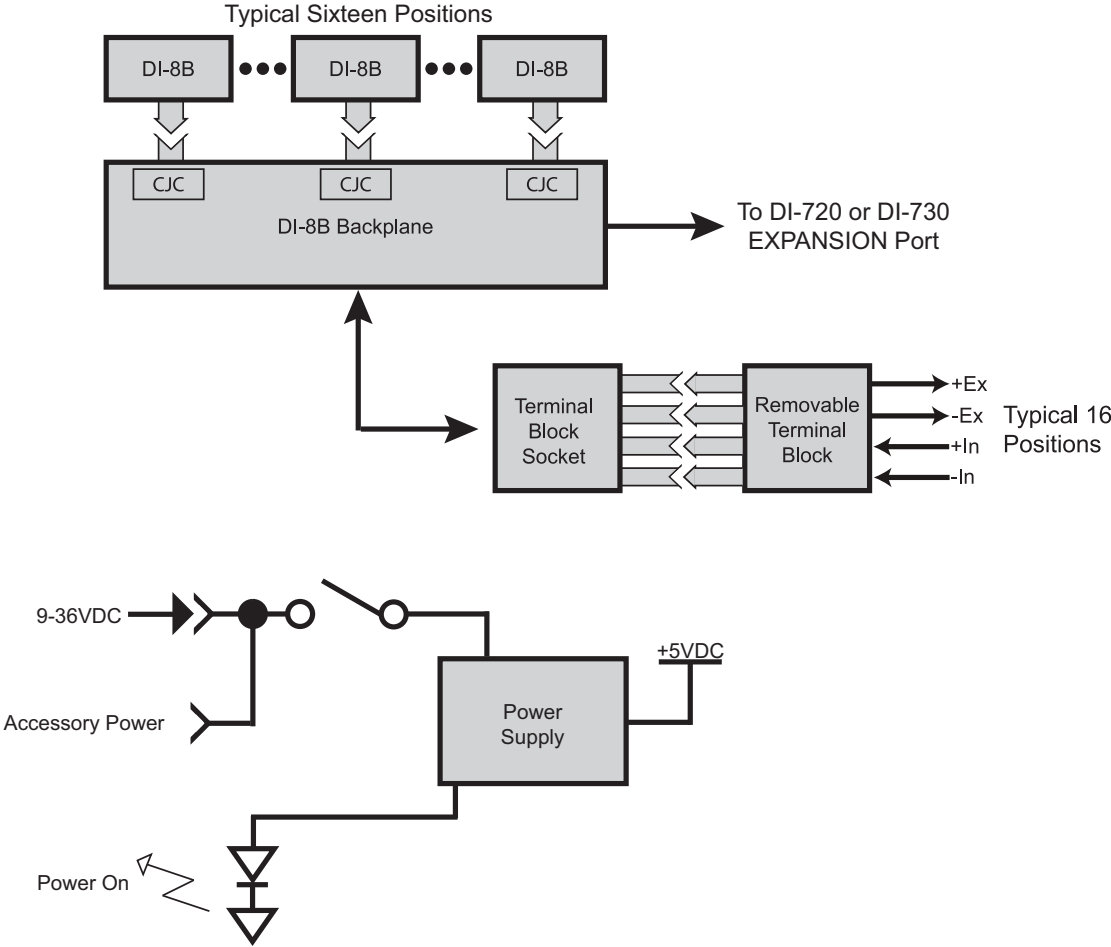 Typical Sixteen Positions
DI-8B
DI-8B
DI-8B
CJC
CJC
CJC
DI-8B Backplane
To DI-720 or DI-730
EXPANSION Port
Terminal
Block
Socket
Removable
Terminal
Block
+Ex
-Ex
+In
-In
Typical 16
Positions
9-36VDC
+5VDC
Accessory Power
Power
Supply
Power On